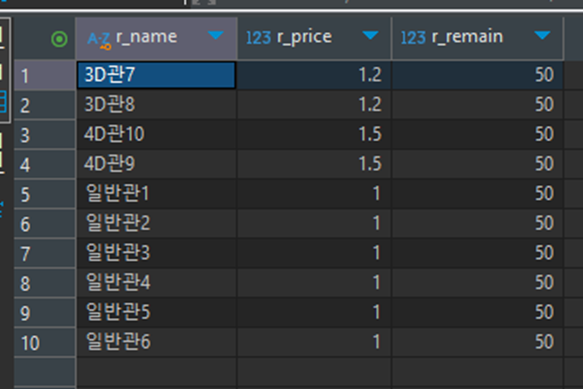 A-Z r_name 123 r_price 123 r_remain
1 3D관7 1.2 50
2 3D관8 1.2 50
3 4D관10 1.5 50
4 4D관9 1.5 50
5 일반관1 1 50
6 일반관2 1 50
7 일반관3 1 50
8 일반관4 1 50
9 일반관5 1 50
10 일반관6 1 50